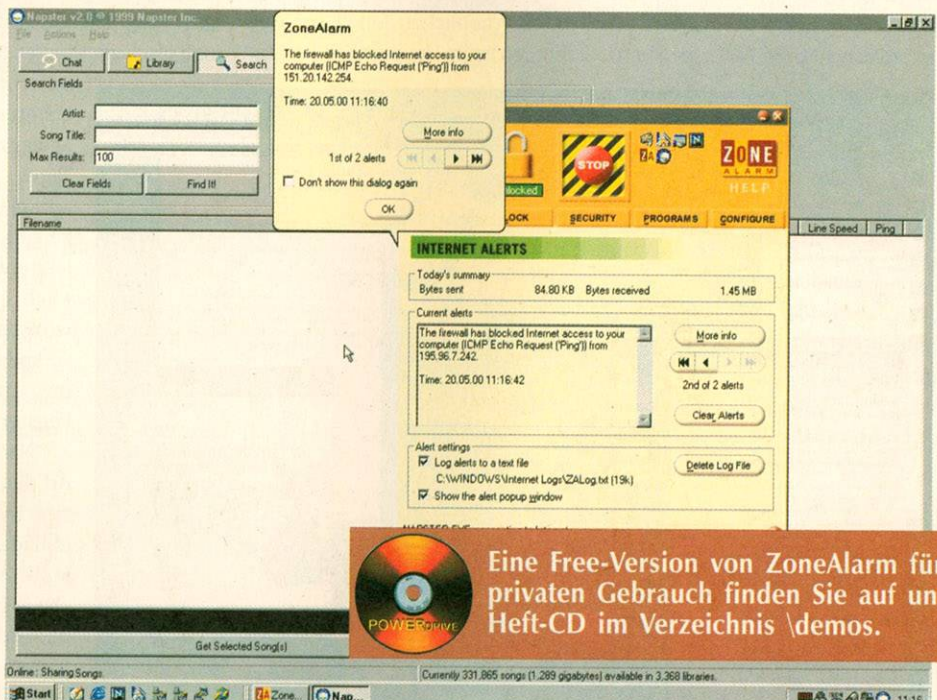 Napster v2.0 © 1999 Napster Inc.
File Actions Help
Chat
Library
Search
Search Fields
Artist:
Song Title:
Max Results: 100
Clear Fields
Find It!
Filename
Line Speed
Ping
ZoneAlarm
The firewall has blocked Internet access to your
computer (ICMP Echo Request ('Ping')) from
151.20.142.254.
Time: 20.05.00 11:16:40
More info
1st of 2 alerts
Don't show this dialog again
OK
STOP
ZA
N
ZONE
ALARM
HELP
SECURITY
PROGRAMS
CONFIGURE
INTERNET ALERTS
Today's summary
Bytes sent 84.80 KB Bytes received 1.45 MB
Current alerts
The firewall has blocked Internet access to your
computer (ICMP Echo Request ('Ping')) from
195.96.7.242.
Time: 20.05.00 11:16:42
More info
2nd of 2 alerts
Clear Alerts
Alert settings
Log alerts to a text file
C:\WINDOWS\Internet Logs\ZALog.txt (19k)
Delete Log File
Show the alert popup window
POWERDRIVE
Eine Free-Version von ZoneAlarm für
privaten Gebrauch finden Sie auf un
Heft-CD im Verzeichnis \demos.
Get Selected Song(s)
Online : Sharing Songs.
Currently 331,865 songs (1,289 gigabytes) available in 3,368 libraries.
Start
Zone...
Nap...
11:16